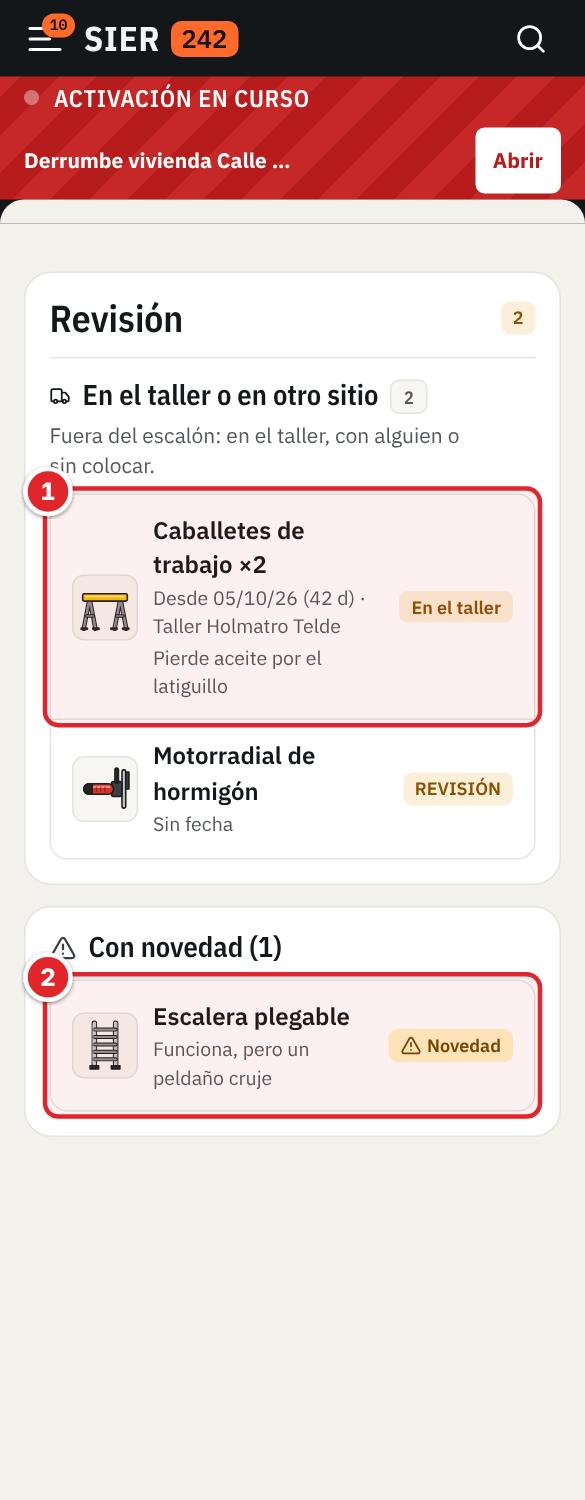 10
SIER 242
ACTIVACIÓN EN CURSO
Derrumbe vivienda Calle ...
Abrir
Revisión
2
En el taller o en otro sitio 2
Fuera del escalón: en el taller, con alguien o
sin colocar.
1
Caballetes de
trabajo ×2
Desde 05/10/26 (42 d) ·
Taller Holmatro Telde
Pierde aceite por el
latiguillo
En el taller
Motorradial de
hormigón
Sin fecha
REVISIÓN
Con novedad (1)
2
Escalera plegable
Funciona, pero un
peldaño cruje
Novedad